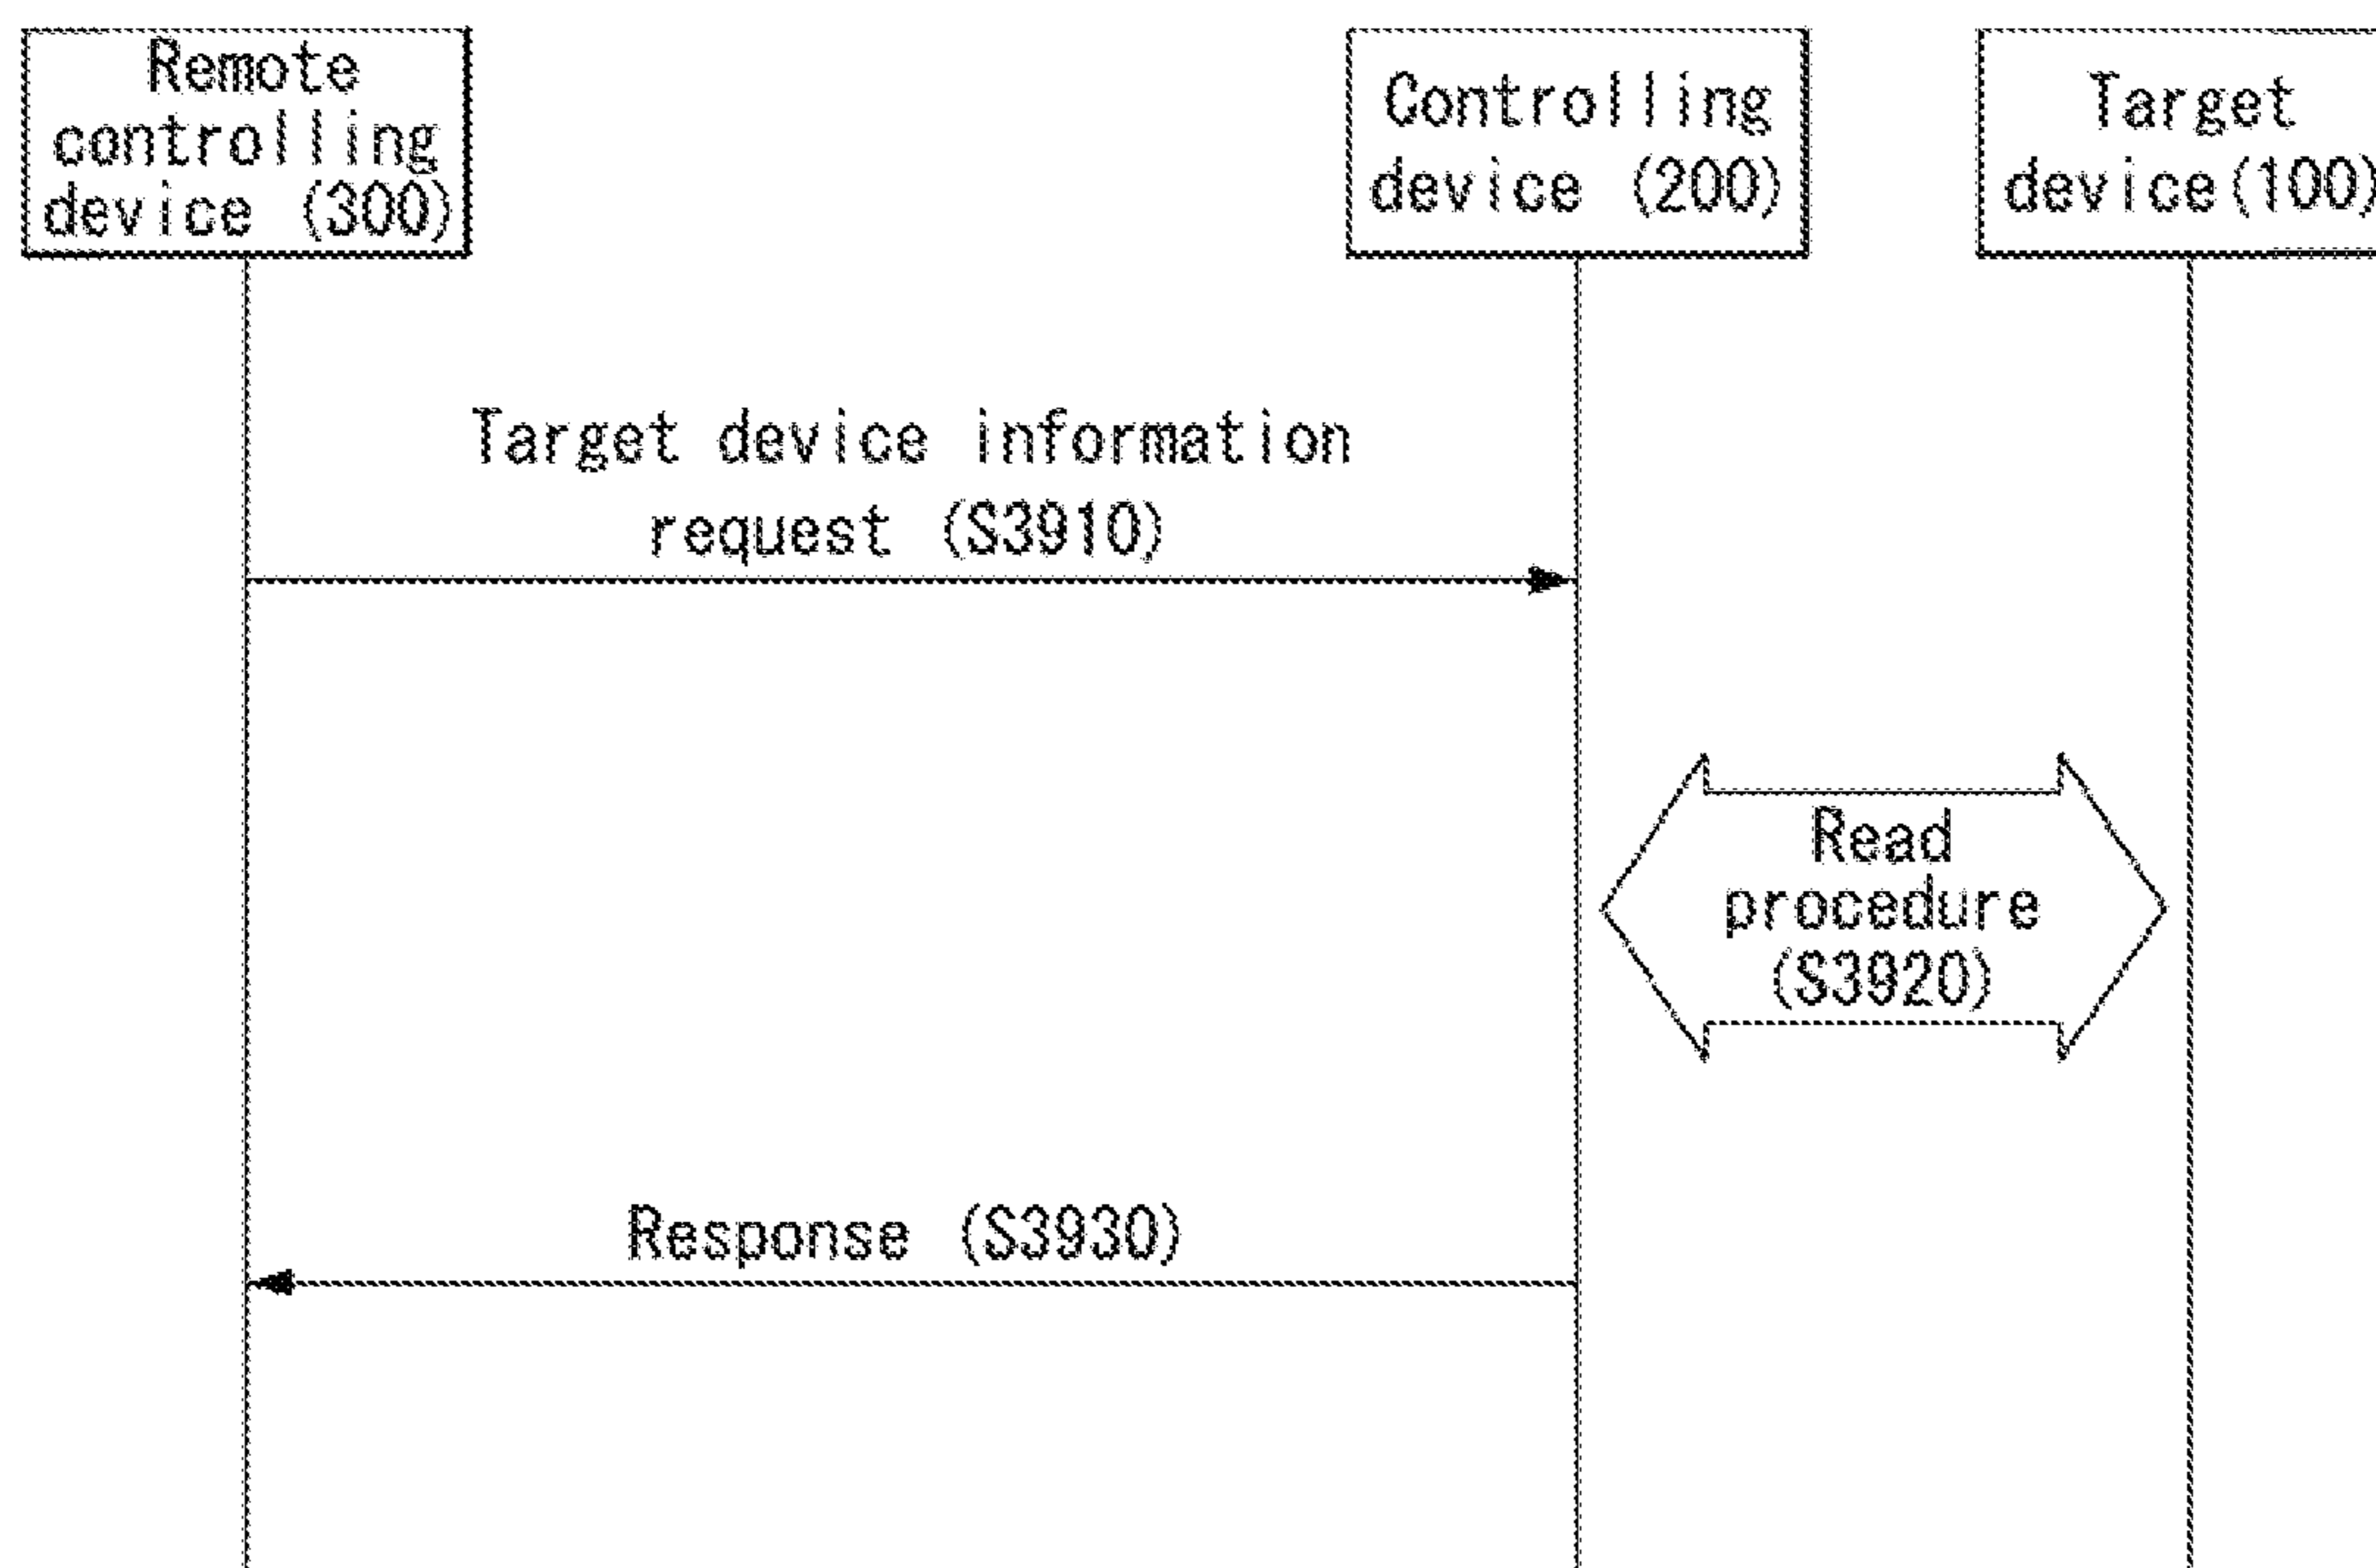 Remote
controlling
device (300)
Controlling
device (200)
Target
device(100)
Target device information
request (S3910)
Read
procedure
(S3920)
Response (S3930)